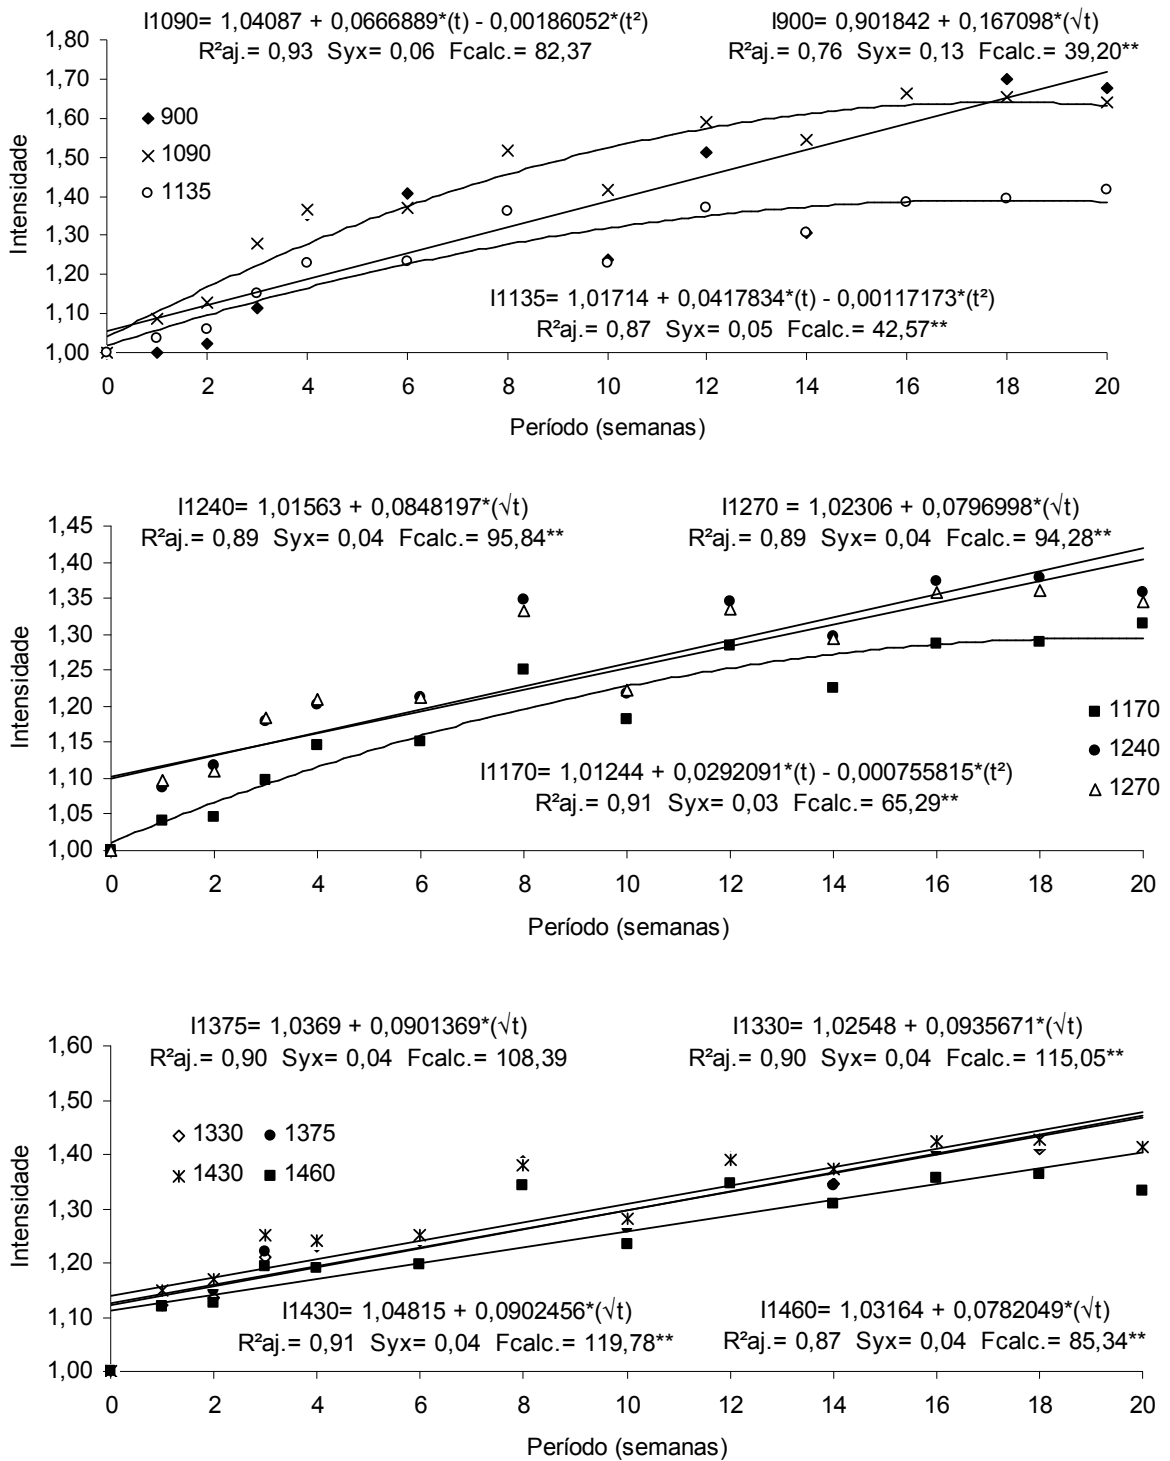 I1090= 1,04087 + 0,0666889*(t) - 0,00186052*(t²)
R²aj.= 0,93 Syx= 0,06 Fcalc.= 82,37
I900= 0,901842 + 0,167098*(√t)
R²aj.= 0,76 Syx= 0,13 Fcalc.= 39,20**
1,80
1,70
1,60
1,50
1,40
1,30
1,20
1,10
1,00
Intensidade
900
1090
1135
I1135= 1,01714 + 0,0417834*(t) - 0,00117173*(t²)
R²aj.= 0,87 Syx= 0,05 Fcalc.= 42,57**
0 2 4 6 8 10 12 14 16 18 20
Período (semanas)
I1240= 1,01563 + 0,0848197*(√t)
R²aj.= 0,89 Syx= 0,04 Fcalc.= 95,84**
I1270 = 1,02306 + 0,0796998*(√t)
R²aj.= 0,89 Syx= 0,04 Fcalc.= 94,28**
1,45
1,40
1,35
1,30
1,25
1,20
1,15
1,10
1,05
1,00
Intensidade
1170
1240
1270
I1170= 1,01244 + 0,0292091*(t) - 0,000755815*(t²)
R²aj.= 0,91 Syx= 0,03 Fcalc.= 65,29**
0 2 4 6 8 10 12 14 16 18 20
Período (semanas)
I1375= 1,0369 + 0,0901369*(√t)
R²aj.= 0,90 Syx= 0,04 Fcalc.= 108,39
I1330= 1,02548 + 0,0935671*(√t)
R²aj.= 0,90 Syx= 0,04 Fcalc.= 115,05**
1,60
1,50
1,40
1,30
1,20
1,10
1,00
Intensidade
1330 1375
1430 1460
I1430= 1,04815 + 0,0902456*(√t)
R²aj.= 0,91 Syx= 0,04 Fcalc.= 119,78**
I1460= 1,03164 + 0,0782049*(√t)
R²aj.= 0,87 Syx= 0,04 Fcalc.= 85,34**
0 2 4 6 8 10 12 14 16 18 20
Período (semanas)